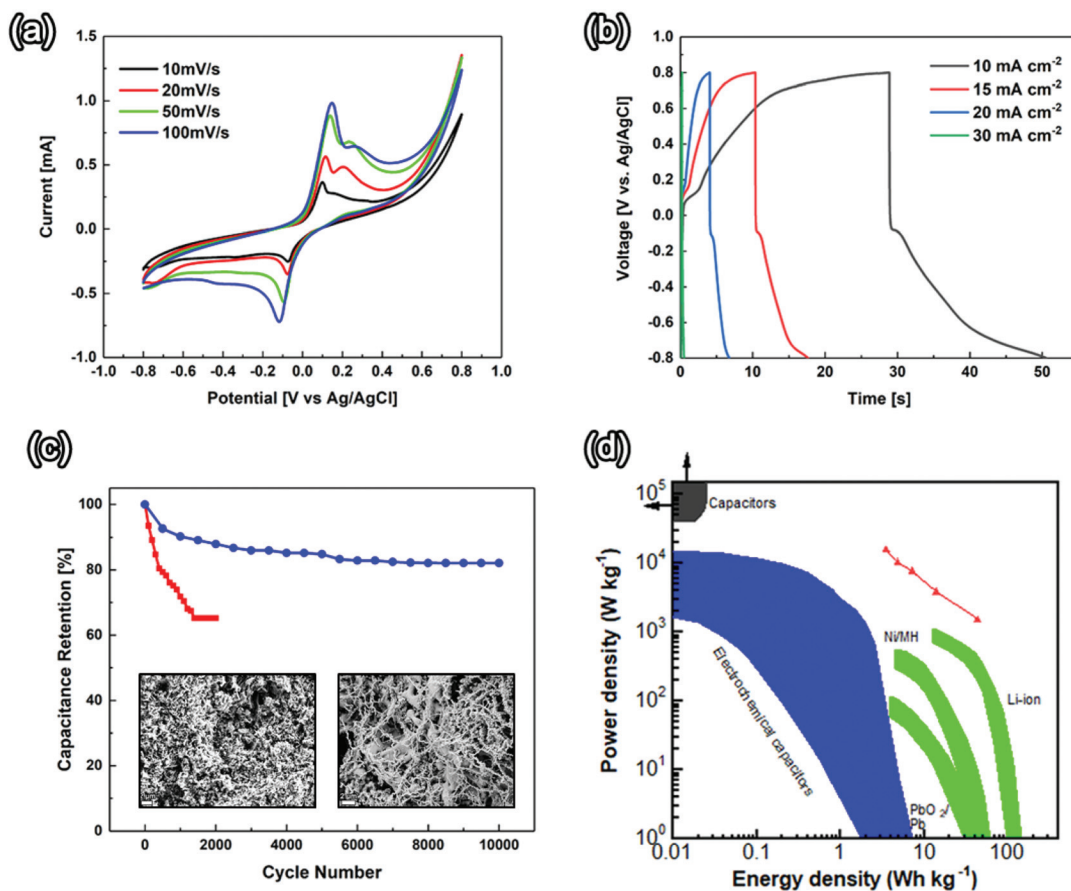 (a)
1.5
1.0
0.5
0.0
0.5
1.0
Current [mA]
10mV/s
20mV/s
50mV/s
100mV/s
-1.0 -0.8 -0.6 -0.4 -0.2 0.0 0.2 0.4 0.6 0.8 1.0
Potential [V vs Ag/AgCl]
(b)
1.0
0.8
0.6
0.4
0.2
0.0
-0.2
-0.4
-0.6
-0.8
Voltage [V vs. Ag/AgCl]
10 mA cm⁻²
15 mA cm⁻²
20 mA cm⁻²
30 mA cm⁻²
0 10 20 30 40 50
Time [s]
(c)
100
80
60
40
20
0
Capacitance Retention [%]
0 2000 4000 6000 8000 10000
Cycle Number
(d)
10⁵
10⁴
10³
10²
10¹
10⁰
Power density (W kg⁻¹)
Capacitors
Electrochemical capacitors
Ni/MH
Li-ion
PbO₂/
Pb
0.01 0.1 1 10 100
Energy density (Wh kg⁻¹)